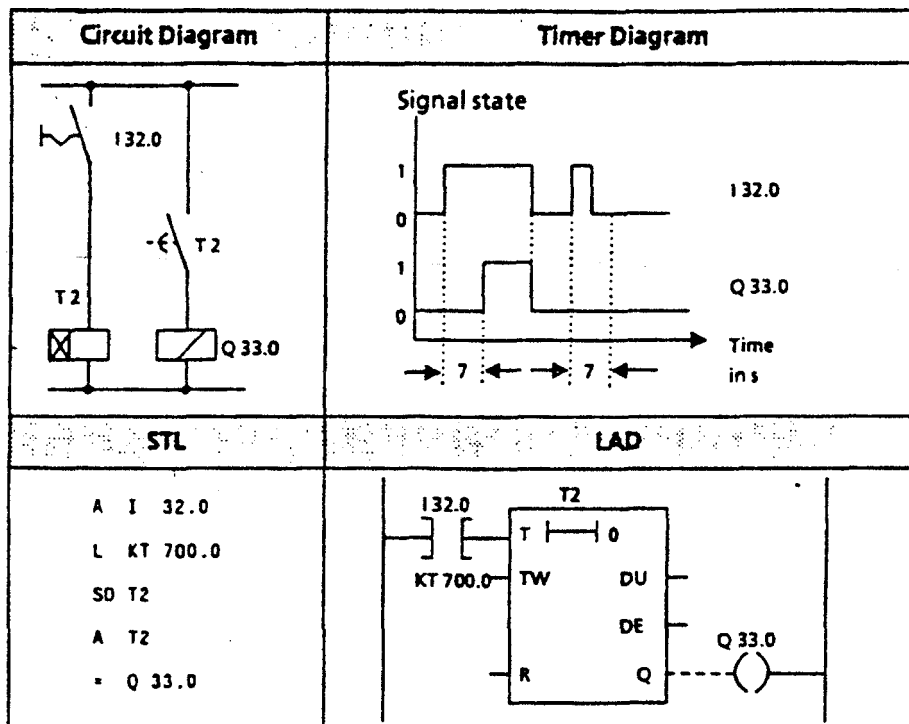 Circuit Diagram
Timer Diagram
I 32.0
T 2
T 2
Q 33.0
Signal state
1
0
I 32.0
1
0
Q 33.0
Time
in s
7
7
STL
LAD
A I 32.0
L KT 700.0
SD T2
A T2
= Q 33.0
I 32.0
T2
T 0
KT 700.0
TW
DU
DE
Q 33.0
R
Q